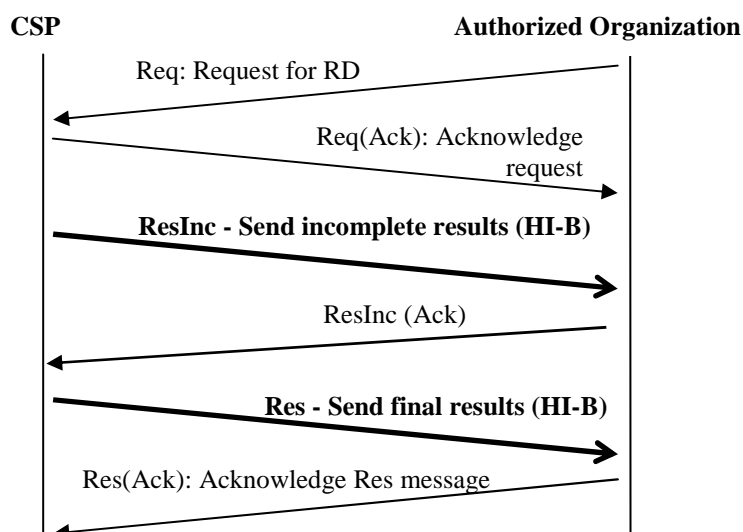 CSP
Authorized Organization
Req: Request for RD
Req(Ack): Acknowledge
request
ResInc - Send incomplete results (HI-B)
ResInc (Ack)
Res - Send final results (HI-B)
Res(Ack): Acknowledge Res message